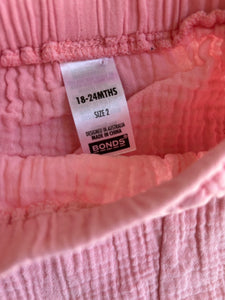 18-24MTHS
SIZE 2
DESIGNED IN AUSTRALIA
MADE IN CHINA
BONDS